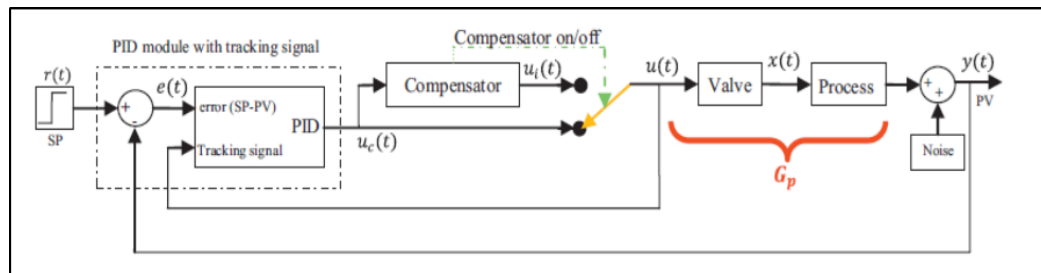 Compensator on/off
PID module with tracking signal
r(t)
SP
+
-
e(t)
error (SP-PV)
PID
Tracking signal
u_c(t)
Compensator
u_i(t)
u(t)
Valve
x(t)
Process
G_p
+
+
y(t)
PV
Noise